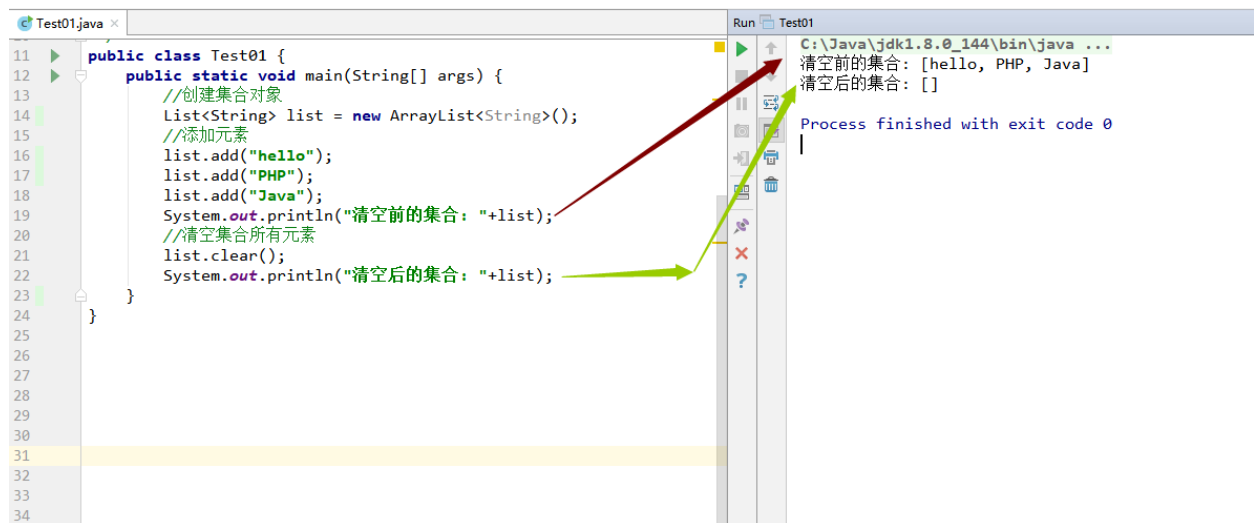 Test01.java
Run Test01
11 public class Test01 {
12 public static void main(String[] args) {
13 //创建集合对象
14 List<String> list = new ArrayList<String>();
15 //添加元素
16 list.add("hello");
17 list.add("PHP");
18 list.add("Java");
19 System.out.println("清空前的集合: "+list);
20 //清空集合所有元素
21 list.clear();
22 System.out.println("清空后的集合: "+list);
23 }
24 }
25
26
27
28
29
30
31
32
33
34
C:\Java\jdk1.8.0_144\bin\java ...
清空前的集合: [hello, PHP, Java]
清空后的集合: []
Process finished with exit code 0